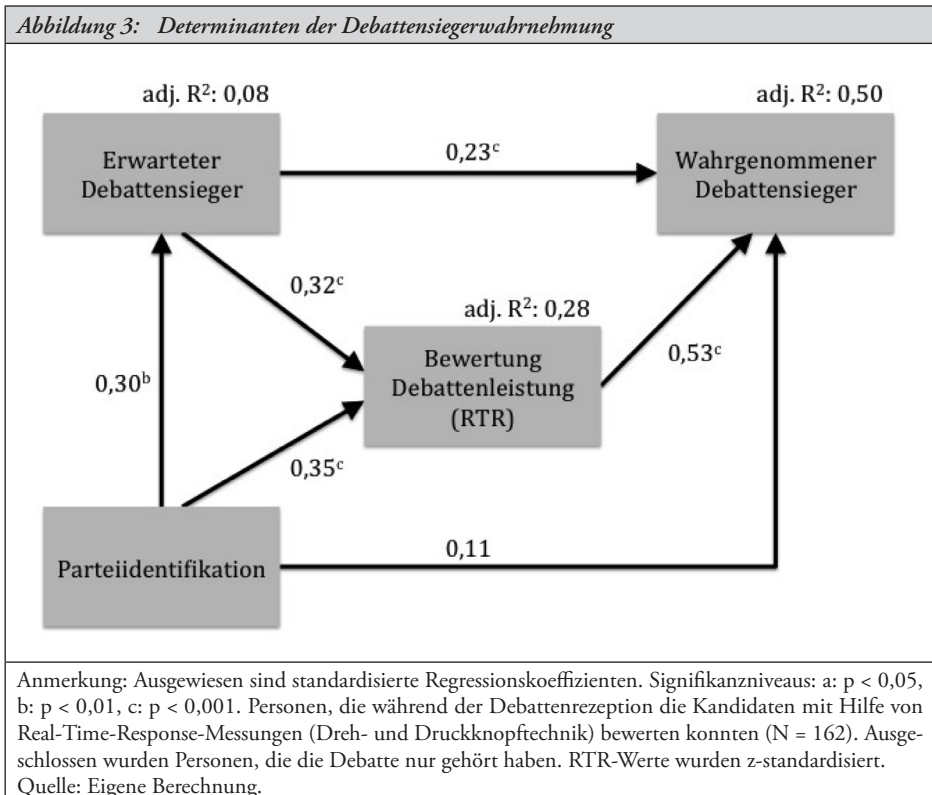 Abbildung 3: Determinanten der Debattensiegerwahrnehmung
adj. R²: 0,08
adj. R²: 0,50
Erwarteter
Debattensieger
0,23ᶜ
Wahrgenommener
Debattensieger
0,32ᶜ
adj. R²: 0,28
0,30ᵇ
Bewertung
Debattenleistung
(RTR)
0,53ᶜ
0,35ᶜ
Parteiidentifikation
0,11
Anmerkung: Ausgewiesen sind standardisierte Regressionskoeffizienten. Signifikanzniveaus: a: p < 0,05,
b: p < 0,01, c: p < 0,001. Personen, die während der Debattenrezeption die Kandidaten mit Hilfe von
Real-Time-Response-Messungen (Dreh- und Druckknopftechnik) bewerten konnten (N = 162). Ausge-
schlossen wurden Personen, die die Debatte nur gehört haben. RTR-Werte wurden z-standardisiert.
Quelle: Eigene Berechnung.